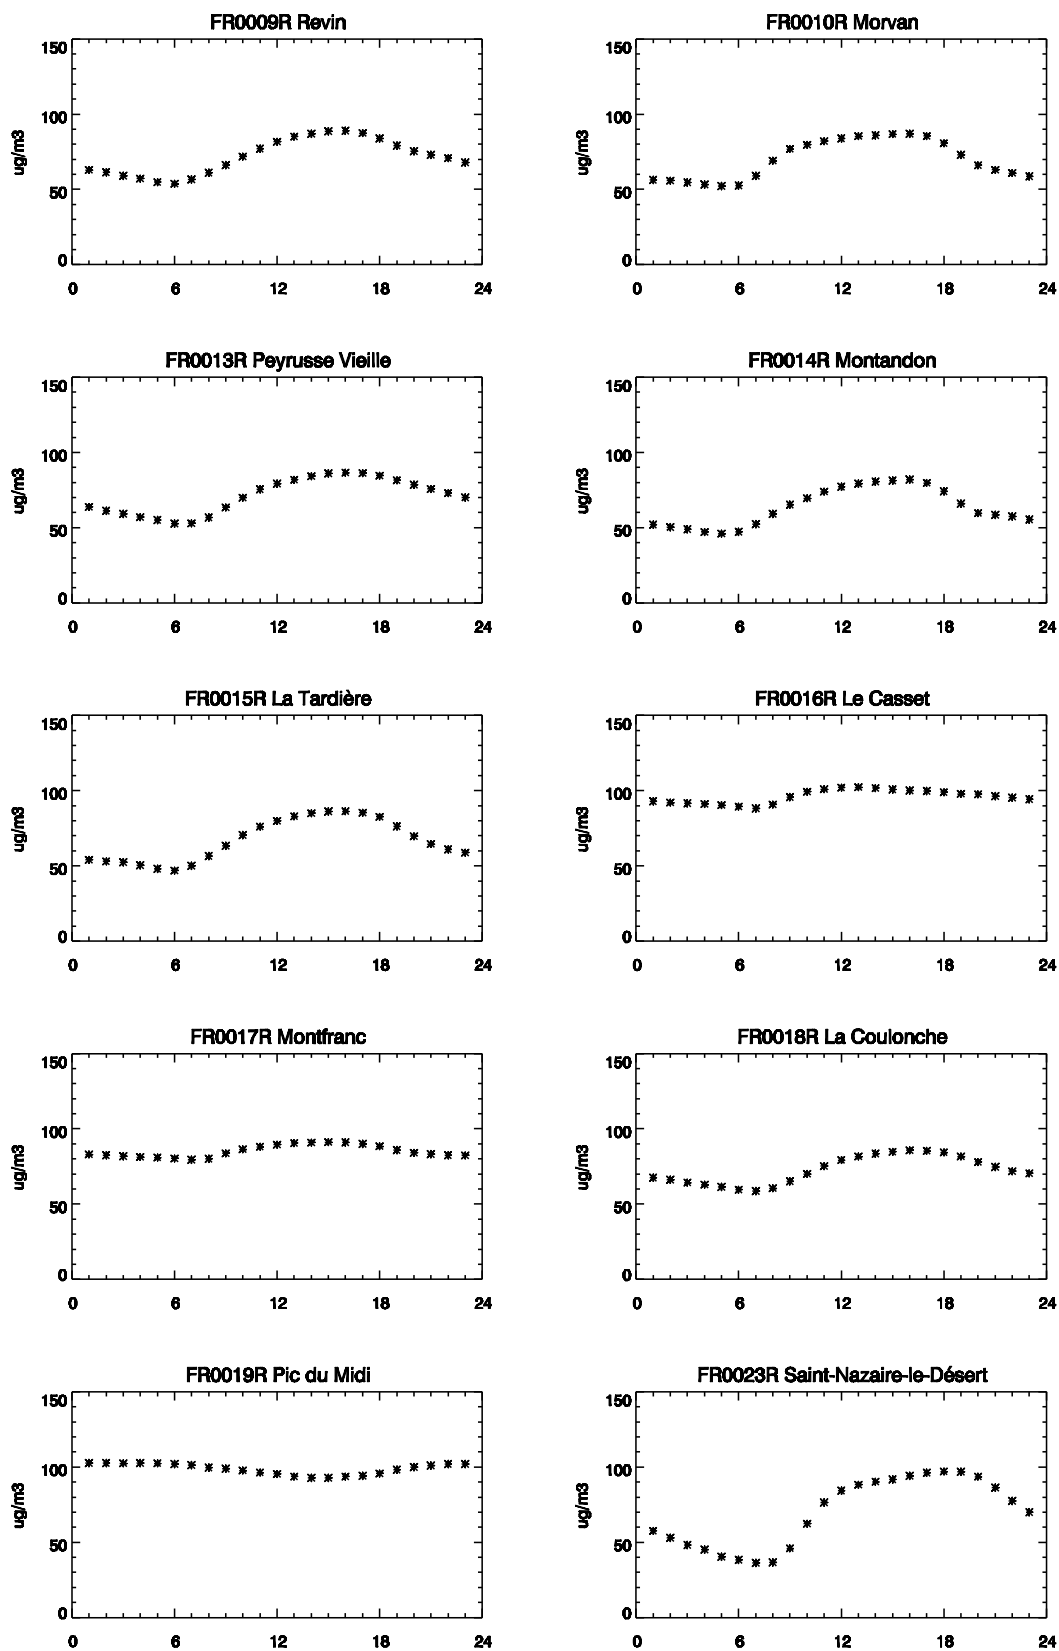 FR0009R Revin
150
100
50
0
ug/m3
0 6 12 18 24
FR0010R Morvan
150
100
50
0
ug/m3
0 6 12 18 24
FR0013R Peyrusse Vieille
150
100
50
0
ug/m3
0 6 12 18 24
FR0014R Montandon
150
100
50
0
ug/m3
0 6 12 18 24
FR0015R La Tardière
150
100
50
0
ug/m3
0 6 12 18 24
FR0016R Le Casset
150
100
50
0
ug/m3
0 6 12 18 24
FR0017R Montfranc
150
100
50
0
ug/m3
0 6 12 18 24
FR0018R La Coulonche
150
100
50
0
ug/m3
0 6 12 18 24
FR0019R Pic du Midi
150
100
50
0
ug/m3
0 6 12 18 24
FR0023R Saint-Nazaire-le-Désert
150
100
50
0
ug/m3
0 6 12 18 24